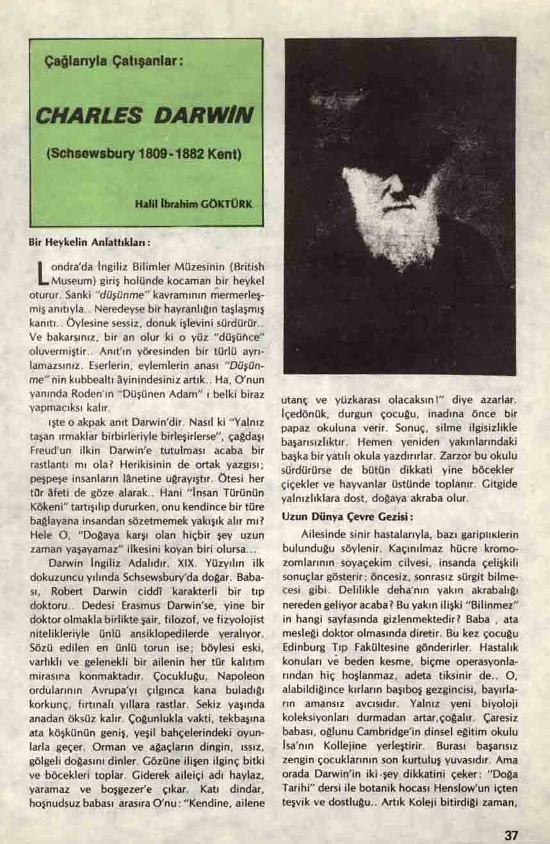 Çağlarıyla Çatışanlar:
CHARLES DARWİN
(Schsewsbury 1809-1882 Kent)
Halil İbrahim GÖKTÜRK
Bir Heykelin Anlattıkları:
Londra'da İngiliz Bilimler Müzesinin (British
Museum) giriş holünde kocaman bir heykel
oturur. Sanki "düşünme" kavramının mermerleş-
miş anıtıyla.. Neredeyse bir hayranlığın taşlaşmış
kanıtı.. Öylesine sessiz, donuk işlevini sürdürür..
Ve bakarsınız, bir an olur ki o yüz "düşünce"
oluvermiştir.. Anıt'ın yöresinden bir türlü ayrı-
lamazsınız. Eserlerin, eylemlerin anası "Düşün-
me" nin kubbealtı âyinindesiniz artık.. Ha, O'nun
yanında Roden'in "Düşünen Adam" ı belki biraz
yapmacıksı kalır.
işte o akpak anıt Darwin'dir. Nasıl ki "Yalnız
taşan ırmaklar birbirleriyle birleşirlerse", çağdaşı
Freud'un ilkin Darwin'e tutulması acaba bir
rastlantı mı ola? Herikisinin de ortak yazgısı;
peşpeşe insanların lânetine uğrayıştır. Ötesi her
tür âfeti de göze alarak.. Hani "İnsan Türünün
Kökeni" tartışılıp dururken, onu kendince bir türe
bağlayana insandan sözetmemek yakışık alır mı?
Hele O, "Doğaya karşı olan hiçbir şey uzun
zaman yaşayamaz" ilkesini koyan biri olursa...
Darwin İngiliz Adalıdır. XIX. Yüzyılın ilk
dokuzuncu yılında Schsewsbury'da doğar. Baba-
sı, Robert Darwin ciddî karakterli bir tıp
doktoru.. Dedesi Erasmus Darwin'se, yine bir
doktor olmakla birlikte şair, filozof, ve fizyolojist
nitelikleriyle ünlü ansiklopedilerde yeralıyor.
Sözü edilen en ünlü torun ise; böylesi eski,
varlıklı ve gelenekli bir ailenin her tür kalıtım
mirasına konmaktadır. Çocukluğu, Napoleon
ordularının Avrupa'yı çılgınca kana buladığı
korkunç, fırtınalı yıllara rastlar. Sekiz yaşında
anadan öksüz kalır. Çoğunlukla vakti, tekbaşına
ata köşkünün geniş, yeşil bahçelerindeki oyun-
larla geçer. Orman ve ağaçların dingin, ıssız,
gölgeli doğasını dinler. Gözüne ilişen ilginç bitki
ve böcekleri toplar. Giderek aileiçi adı haylaz,
yaramaz ve boşgezer'e çıkar. Katı dindar,
hoşnudsuz babası arasıra O'nu: "Kendine, ailene
utanç ve yüzkarası olacaksın!" diye azarlar.
İçedönük, durgun çocuğu, inadına önce bir
papaz okuluna verir. Sonuç, silme ilgisizlikle
başarısızlıktır. Hemen yeniden yakınlarındaki
başka bir yatılı okula yazdırırlar. Zarzor bu okulu
sürdürürse de bütün dikkati yine böcekler
çiçekler ve hayvanlar üstünde toplanır. Gitgide
yalnızlıklara dost, doğaya akraba olur.
Uzun Dünya Çevre Gezisi:
Ailesinde sinir hastalarıyla, bazı gariplıklerin
bulunduğu söylenir. Kaçınılmaz hücre kromo-
zomlarının soyaçekim cilvesi, insanda çelişkili
sonuçlar gösterir; öncesiz, sonrasız sürgit bilme-
cesi gibi. Delilikle deha'nın yakın akrabalığı
nereden geliyor acaba? Bu yakın ilişki "Bilinmez"
in hangi sayfasında gizlenmektedir? Baba , ata
mesleği doktor olmasında diretir. Bu kez çocuğu
Edinburg Tıp Fakültesine gönderirler. Hastalık
konuları ve beden kesme, biçme operasyonla-
rından hiç hoşlanmaz, adeta tiksinir de.. O,
alabildiğince kırların başıboş gezgincisi, bayırla-
rın amansız avcısıdır. Yalnız yeni biyoloji
koleksiyonları durmadan artar,çoğalır. Çaresiz
babası, oğlunu Cambridge'in dinsel eğitim okulu
İsa'nın Kollejine yerleştirir. Burası başarısız
zengin çocuklarının son kurtuluş yuvasıdır. Ama
orada Darwin'in iki şey dikkatini çeker: "Doğa
Tarihi" dersi ile botanik hocası Henslow'un içten
teşvik ve dostluğu.. Artık Koleji bitirdiği zaman,
37